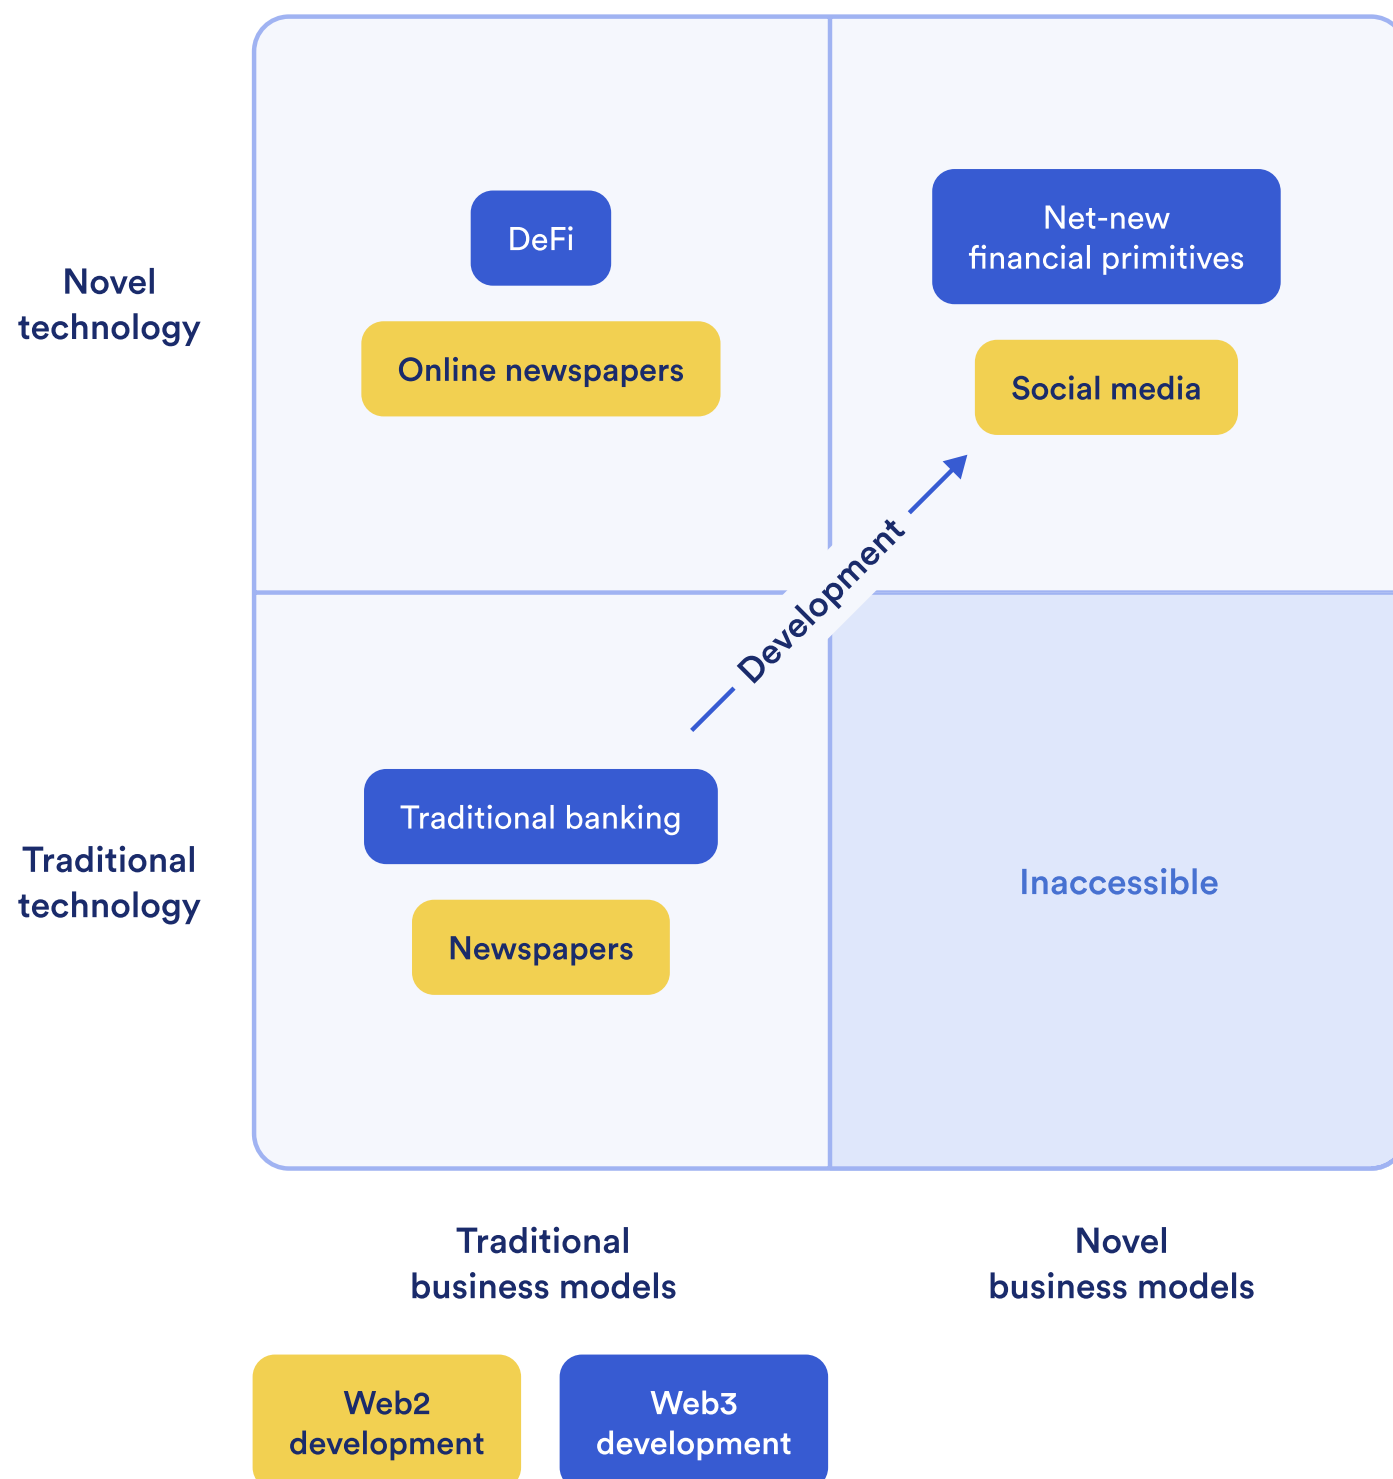 DeFi
Online newspapers
Net-new
financial primitives
Social media
Novel
technology
Development
Traditional banking
Newspapers
Inaccessible
Traditional
technology
Traditional
business models
Novel
business models
Web2
development
Web3
development